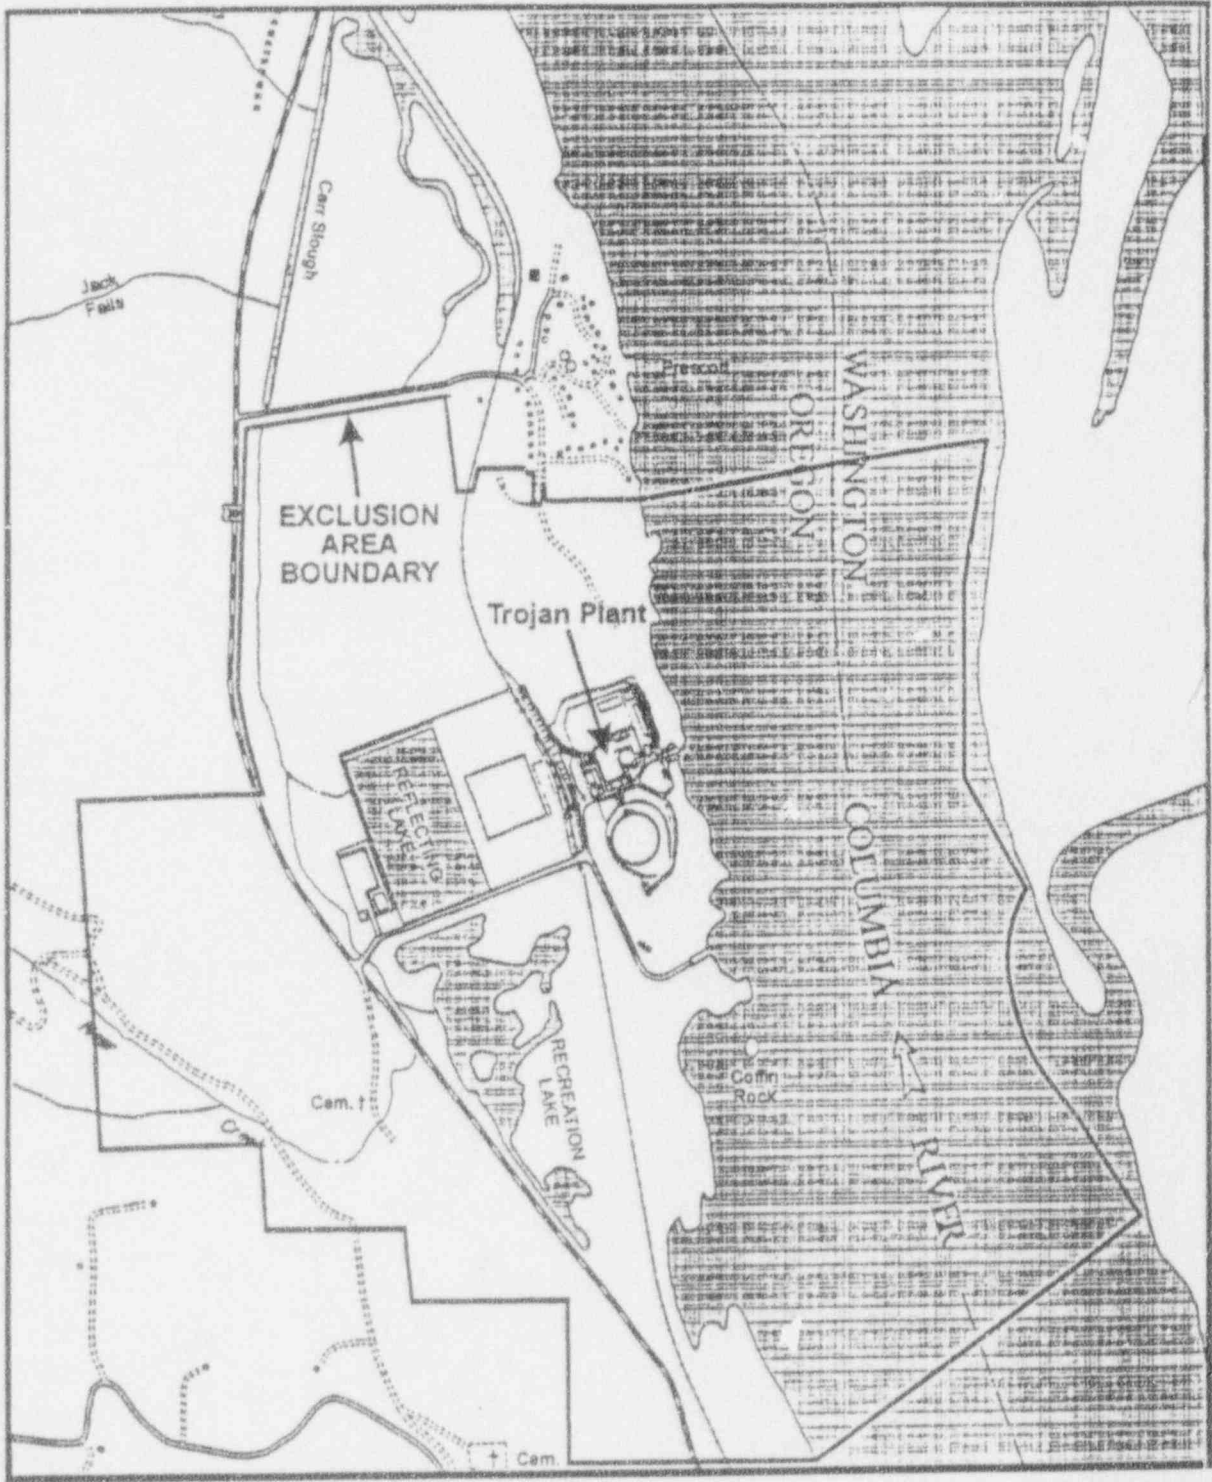 Carr Slough
Jack
Falls
Prescott
WASHINGTON
OREGON
EXCLUSION
AREA
BOUNDARY
Trojan Plant
REFLECTING
LAKE
COLUMBIA
RIVER
RECREATION
LAKE
Coffin
Rock
Cem. †
† Cem.